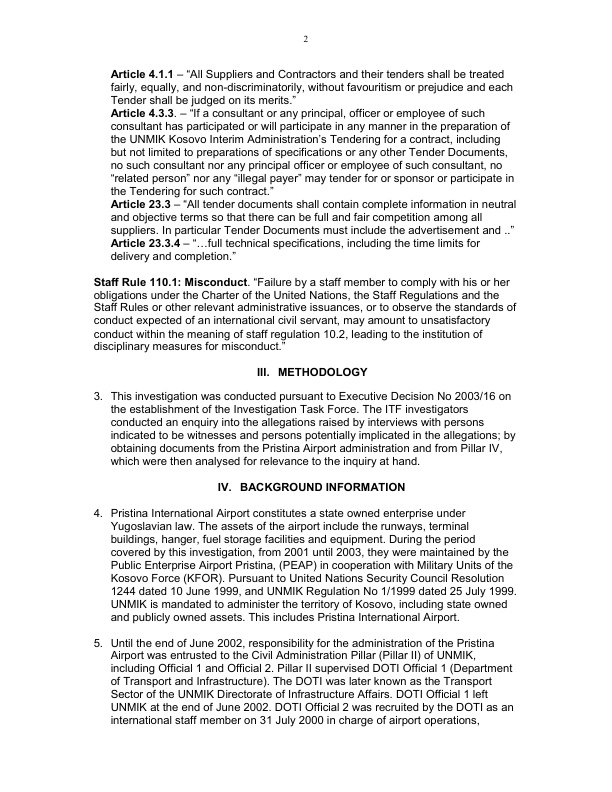 2
Article 4.1.1 – “All Suppliers and Contractors and their tenders shall be treated
fairly, equally, and non-discriminatorily, without favouritism or prejudice and each
Tender shall be judged on its merits.”
Article 4.3.3. – “If a consultant or any principal, officer or employee of such
consultant has participated or will participate in any manner in the preparation of
the UNMIK Kosovo Interim Administration’s Tendering for a contract, including
but not limited to preparations of specifications or any other Tender Documents,
no such consultant nor any principal officer or employee of such consultant, no
“related person” nor any “illegal payer” may tender for or sponsor or participate in
the Tendering for such contract.”
Article 23.3 – “All tender documents shall contain complete information in neutral
and objective terms so that there can be full and fair competition among all
suppliers. In particular Tender Documents must include the advertisement and ..”
Article 23.3.4 – “…full technical specifications, including the time limits for
delivery and completion.”
Staff Rule 110.1: Misconduct. “Failure by a staff member to comply with his or her
obligations under the Charter of the United Nations, the Staff Regulations and the
Staff Rules or other relevant administrative issuances, or to observe the standards of
conduct expected of an international civil servant, may amount to unsatisfactory
conduct within the meaning of staff regulation 10.2, leading to the institution of
disciplinary measures for misconduct.”
III. METHODOLOGY
3. This investigation was conducted pursuant to Executive Decision No 2003/16 on
the establishment of the Investigation Task Force. The ITF investigators
conducted an enquiry into the allegations raised by interviews with persons
indicated to be witnesses and persons potentially implicated in the allegations; by
obtaining documents from the Pristina Airport administration and from Pillar IV,
which were then analysed for relevance to the inquiry at hand.
IV. BACKGROUND INFORMATION
4. Pristina International Airport constitutes a state owned enterprise under
Yugoslavian law. The assets of the airport include the runways, terminal
buildings, hanger, fuel storage facilities and equipment. During the period
covered by this investigation, from 2001 until 2003, they were maintained by the
Public Enterprise Airport Pristina, (PEAP) in cooperation with Military Units of the
Kosovo Force (KFOR). Pursuant to United Nations Security Council Resolution
1244 dated 10 June 1999, and UNMIK Regulation No 1/1999 dated 25 July 1999.
UNMIK is mandated to administer the territory of Kosovo, including state owned
and publicly owned assets. This includes Pristina International Airport.
5. Until the end of June 2002, responsibility for the administration of the Pristina
Airport was entrusted to the Civil Administration Pillar (Pillar II) of UNMIK,
including Official 1 and Official 2. Pillar II supervised DOTI Official 1 (Department
of Transport and Infrastructure). The DOTI was later known as the Transport
Sector of the UNMIK Directorate of Infrastructure Affairs. DOTI Official 1 left
UNMIK at the end of June 2002. DOTI Official 2 was recruited by the DOTI as an
international staff member on 31 July 2000 in charge of airport operations,